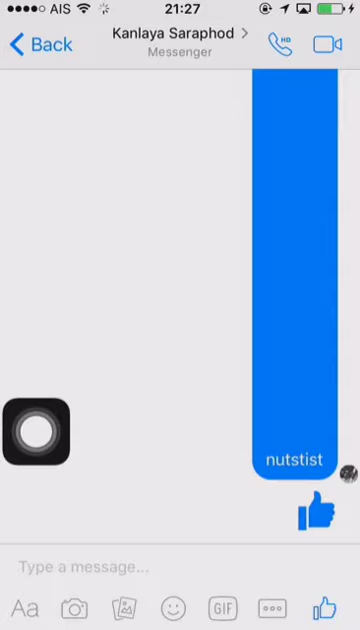 AIS 21:27
Back
Kanlaya Saraphod
Messenger
HD
nutstist
Type a message...
Aa
GIF